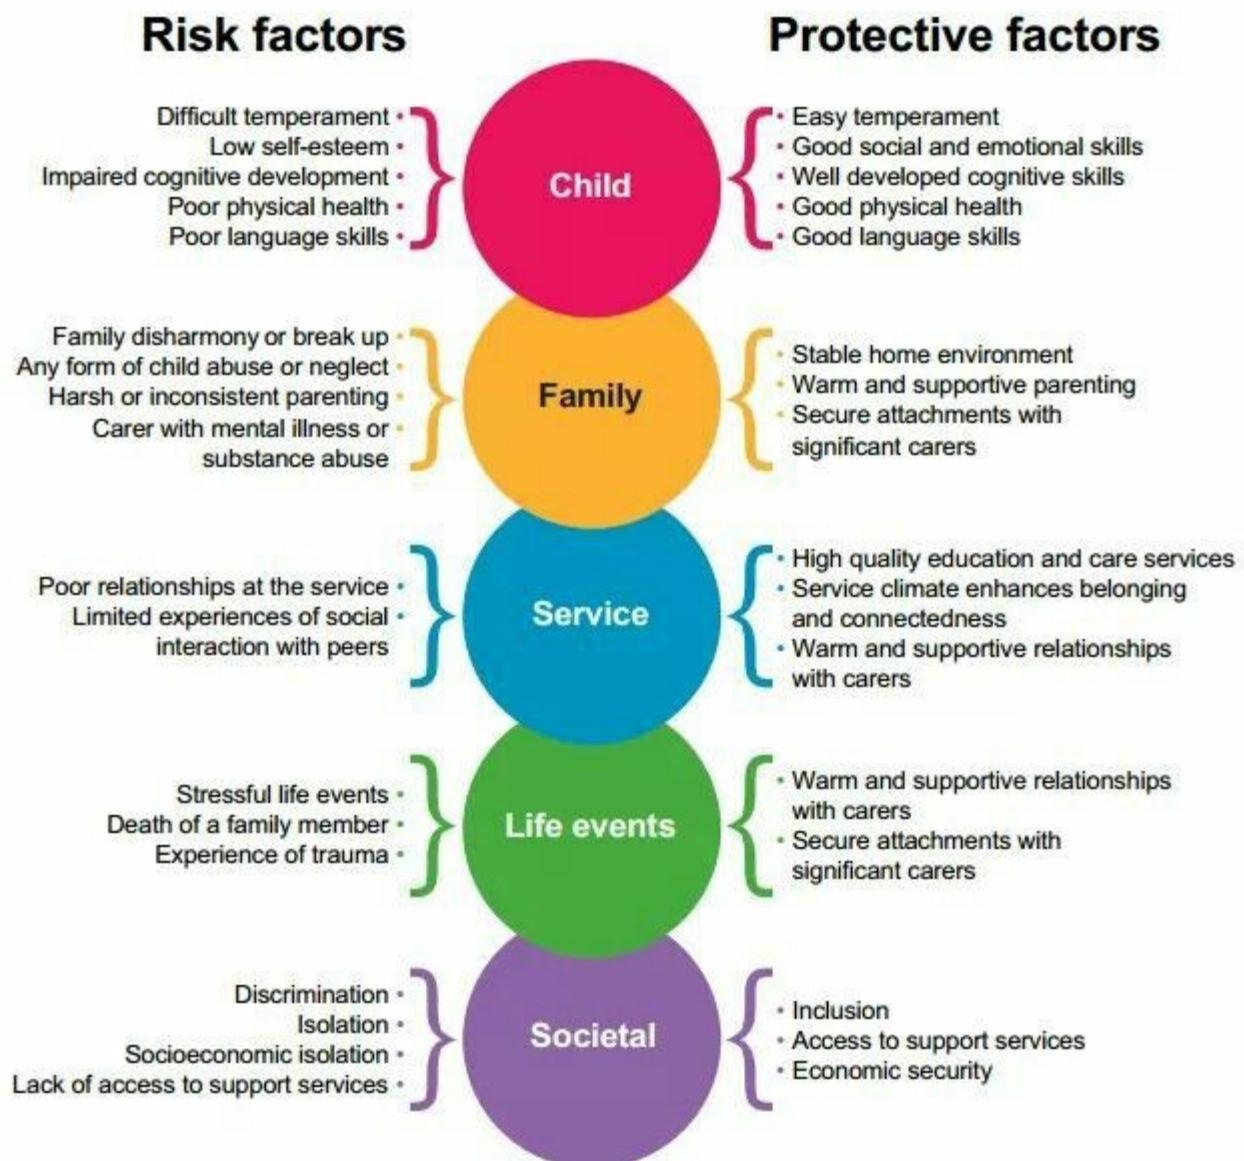 Risk factors
Protective factors
Difficult temperament •
Low self-esteem •
Impaired cognitive development •
Poor physical health •
Poor language skills •
Child
• Easy temperament
• Good social and emotional skills
• Well developed cognitive skills
• Good physical health
• Good language skills
Family disharmony or break up •
Any form of child abuse or neglect •
Harsh or inconsistent parenting •
Carer with mental illness or •
substance abuse
Family
• Stable home environment
• Warm and supportive parenting
• Secure attachments with
significant carers
Poor relationships at the service •
Limited experiences of social •
interaction with peers
Service
• High quality education and care services
• Service climate enhances belonging
and connectedness
• Warm and supportive relationships
with carers
Stressful life events •
Death of a family member •
Experience of trauma •
Life events
• Warm and supportive relationships
with carers
• Secure attachments with
significant carers
Discrimination •
Isolation •
Socioeconomic isolation •
Lack of access to support services •
Societal
• Inclusion
• Access to support services
• Economic security